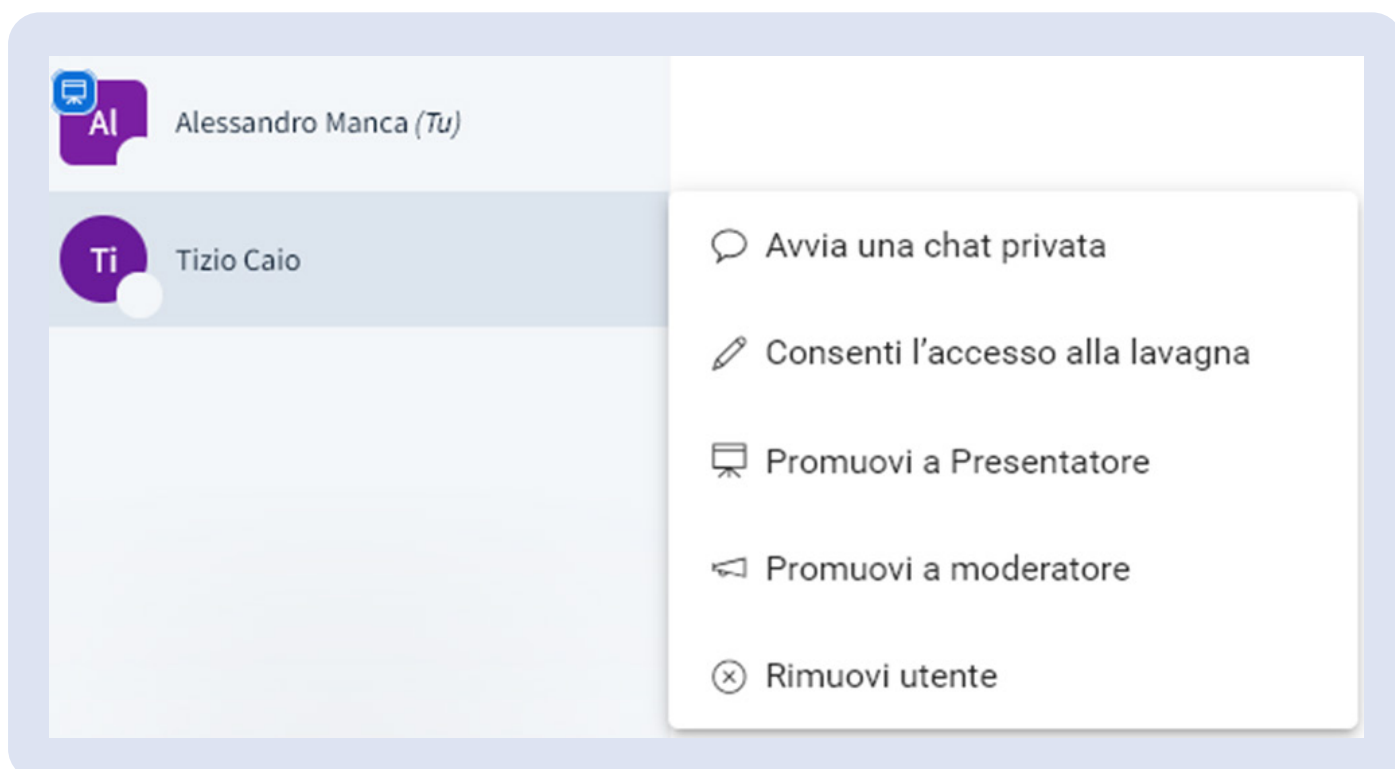 Al
Alessandro Manca (Tu)
Ti
Tizio Caio
Avvia una chat privata
Consenti l’accesso alla lavagna
Promuovi a Presentatore
Promuovi a moderatore
Rimuovi utente